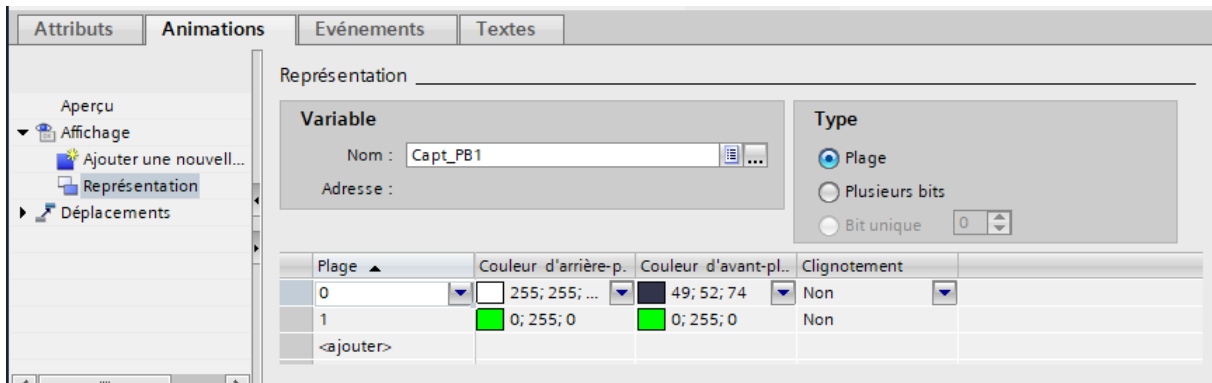 Attributs Animations Evénements Textes
Représentation
Aperçu
Affichage
Ajouter une nouvell...
Représentation
Déplacements
Variable
Nom : Capt_PB1
Adresse :
Type
Plage
Plusieurs bits
Bit unique 0
Plage Couleur d'arrière-p. Couleur d'avant-pl.. Clignotement
0 255; 255; ... 49; 52; 74 Non
1 0; 255; 0 0; 255; 0 Non
<ajouter>